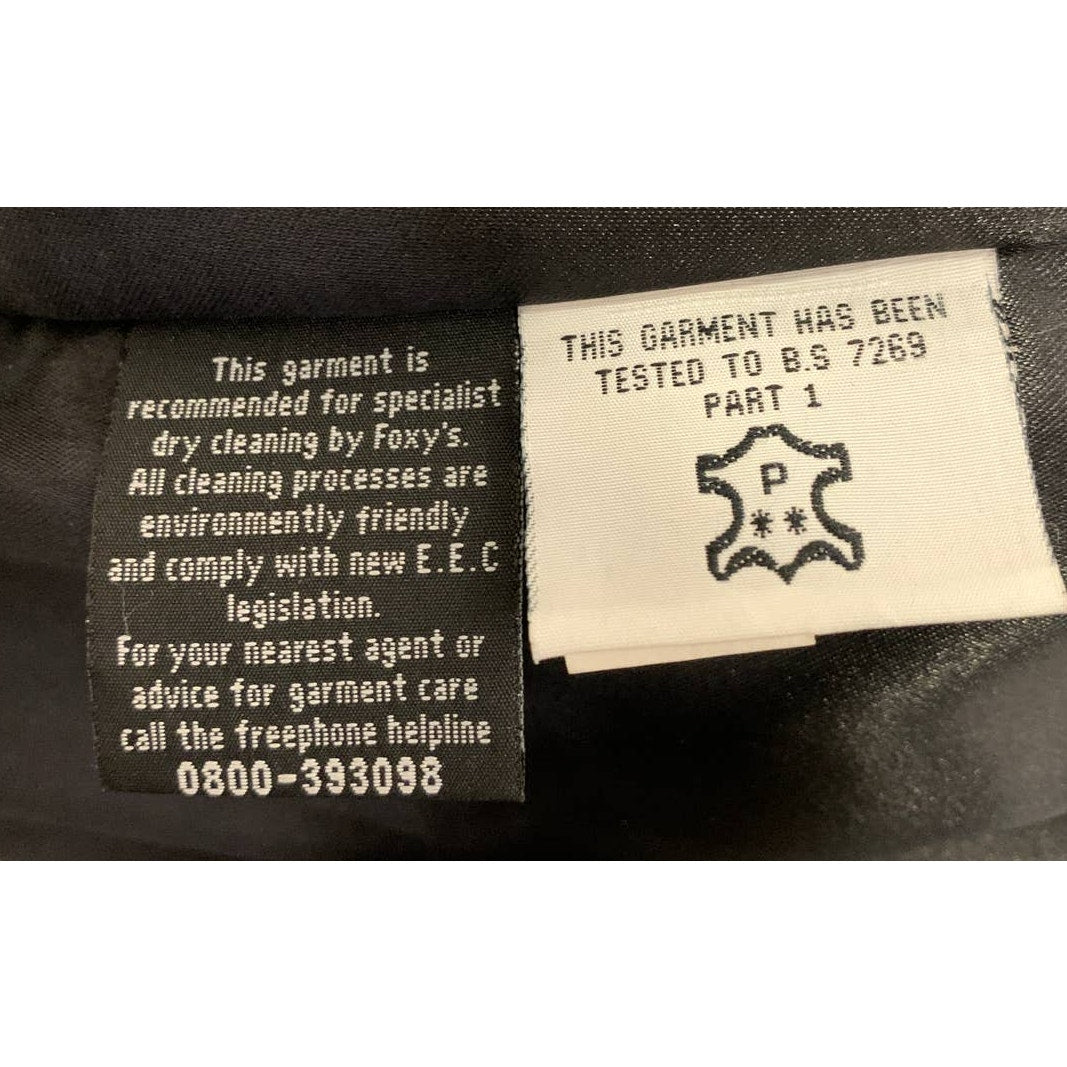 This garment is
recommended for specialist
dry cleaning by Foxy's.
All cleaning processes are
environmently friendly
and comply with new E.E.C
legislation.
For your nearest agent or
advice for garment care
call the freephone helpline
0800-393098
THIS GARMENT HAS BEEN
TESTED TO B.S 7269
PART 1
P
**